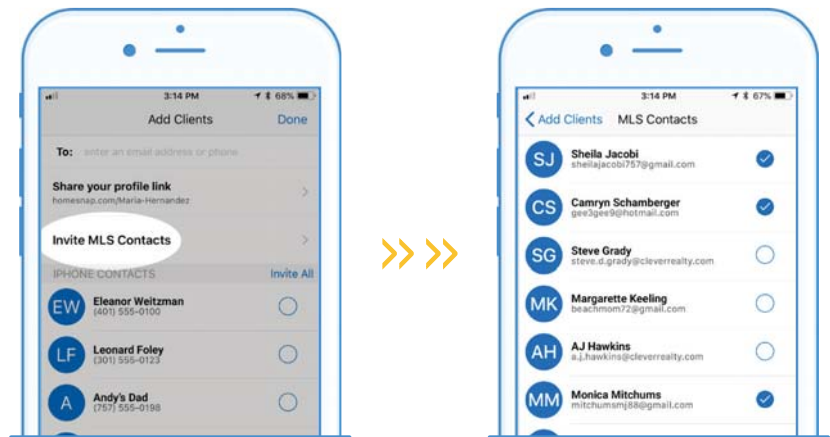 3:14 PM
68%
Add Clients
Done
To: enter an email address or phone
Share your profile link
homesnap.com/Maria-Hernandez
Invite MLS Contacts
IPHONE CONTACTS
Invite All
EW
Eleanor Weitzman
(401) 555-0100
LF
Leonard Foley
(301) 555-0123
A
Andy's Dad
(757) 555-0198
3:14 PM
67%
Add Clients
MLS Contacts
SJ
Sheila Jacobi
sheilajacobi757@gmail.com
CS
Camryn Schamberger
gee3gee9@hotmail.com
SG
Steve Grady
steve.d.grady@cleverrealty.com
MK
Margarette Keeling
beachmom72@gmail.com
AH
AJ Hawkins
a.j.hawkins@cleverrealty.com
MM
Monica Mitchums
mitchumsmj88@gmail.com